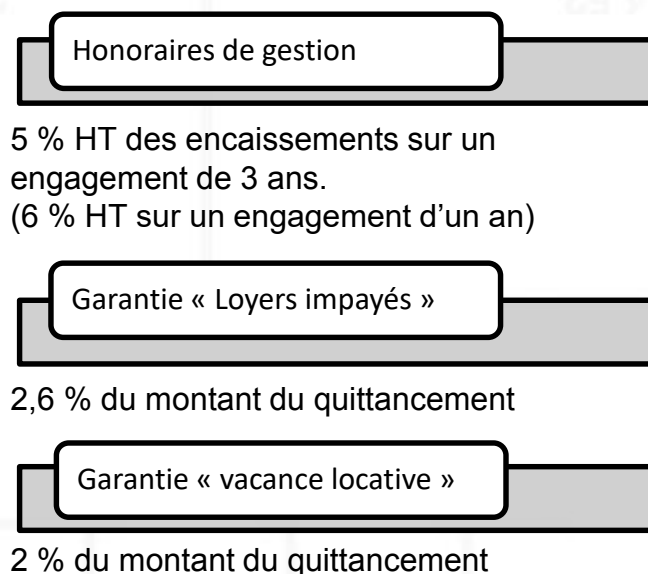 Honoraires de gestion
5 % HT des encaissements sur un
engagement de 3 ans.
(6 % HT sur un engagement d’un an)
Garantie « Loyers impayés »
2,6 % du montant du quittancement
Garantie « vacance locative »
2 % du montant du quittancement